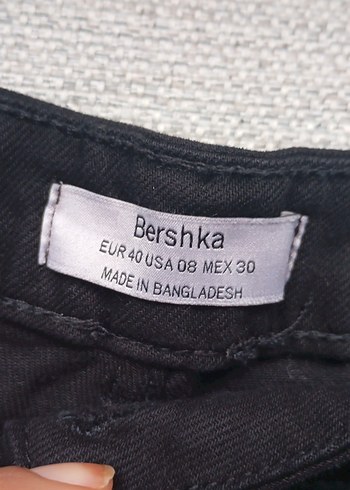 Bershka
EUR 40 USA 08 MEX 30
MADE IN BANGLADESH